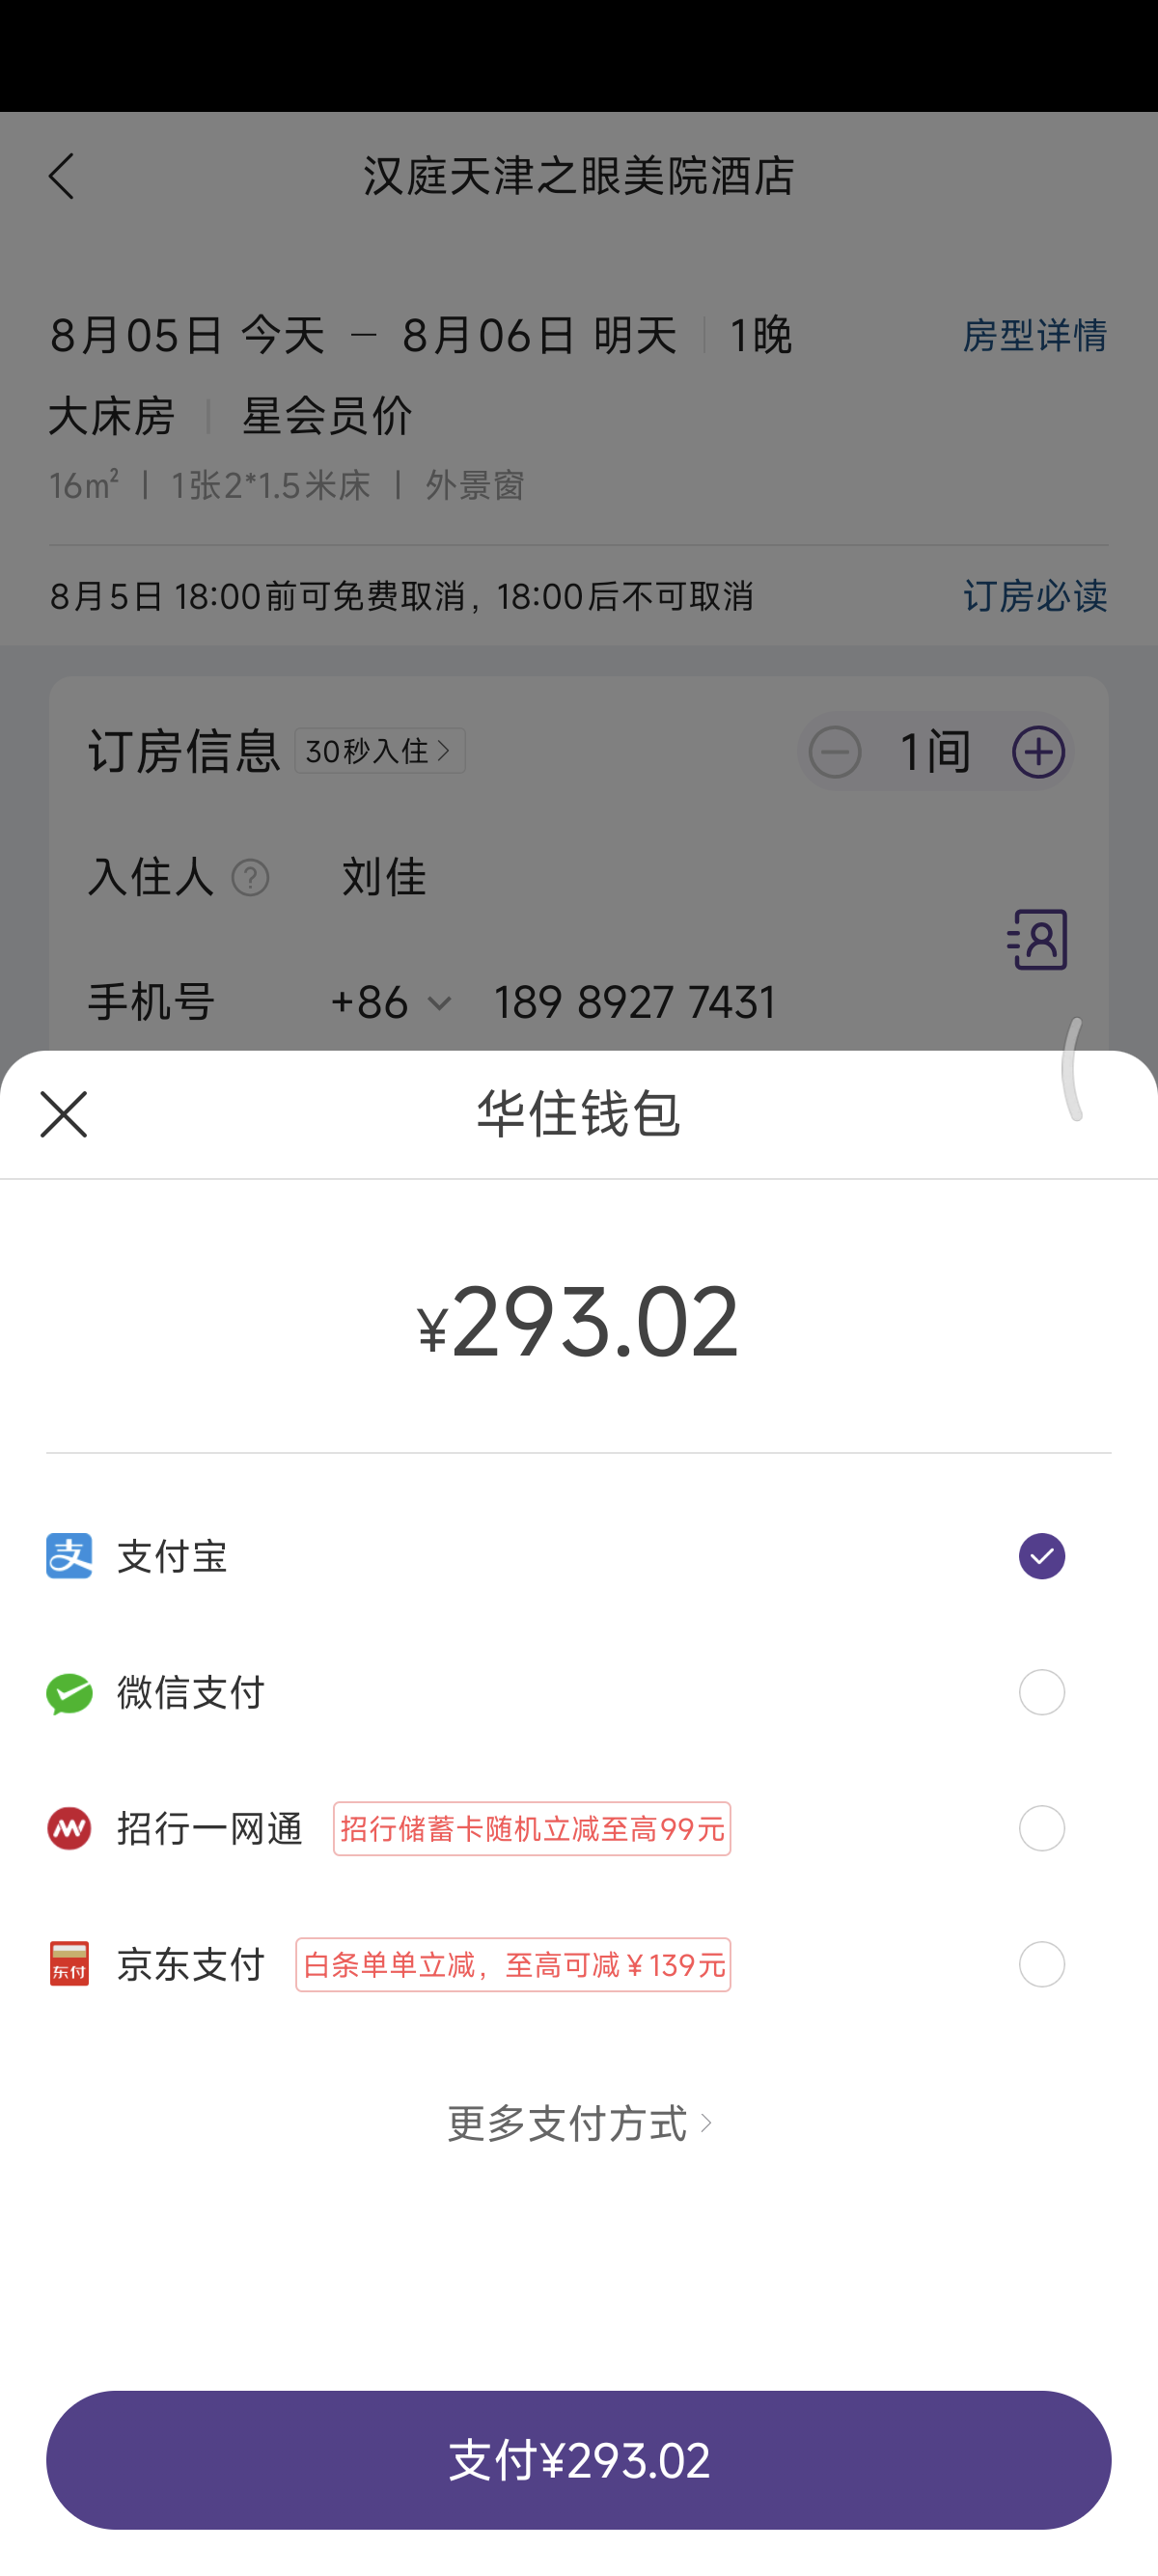 汉庭天津之眼美院酒店
8月05日 今天 — 8月06日 明天 | 1晚 房型详情
大床房 | 星会员价
16m² | 1张2*1.5米床 | 外景窗
8月5日 18:00前可免费取消，18:00后不可取消 订房必读
订房信息 30秒入住 > 1间
入住人 ? 刘佳
手机号 +86 189 8927 7431
华住钱包
¥293.02
支付宝
微信支付
招行一网通 招行储蓄卡随机立减至高99元
东付 京东支付 白条单单立减，至高可减¥139元
更多支付方式 >
支付¥293.02